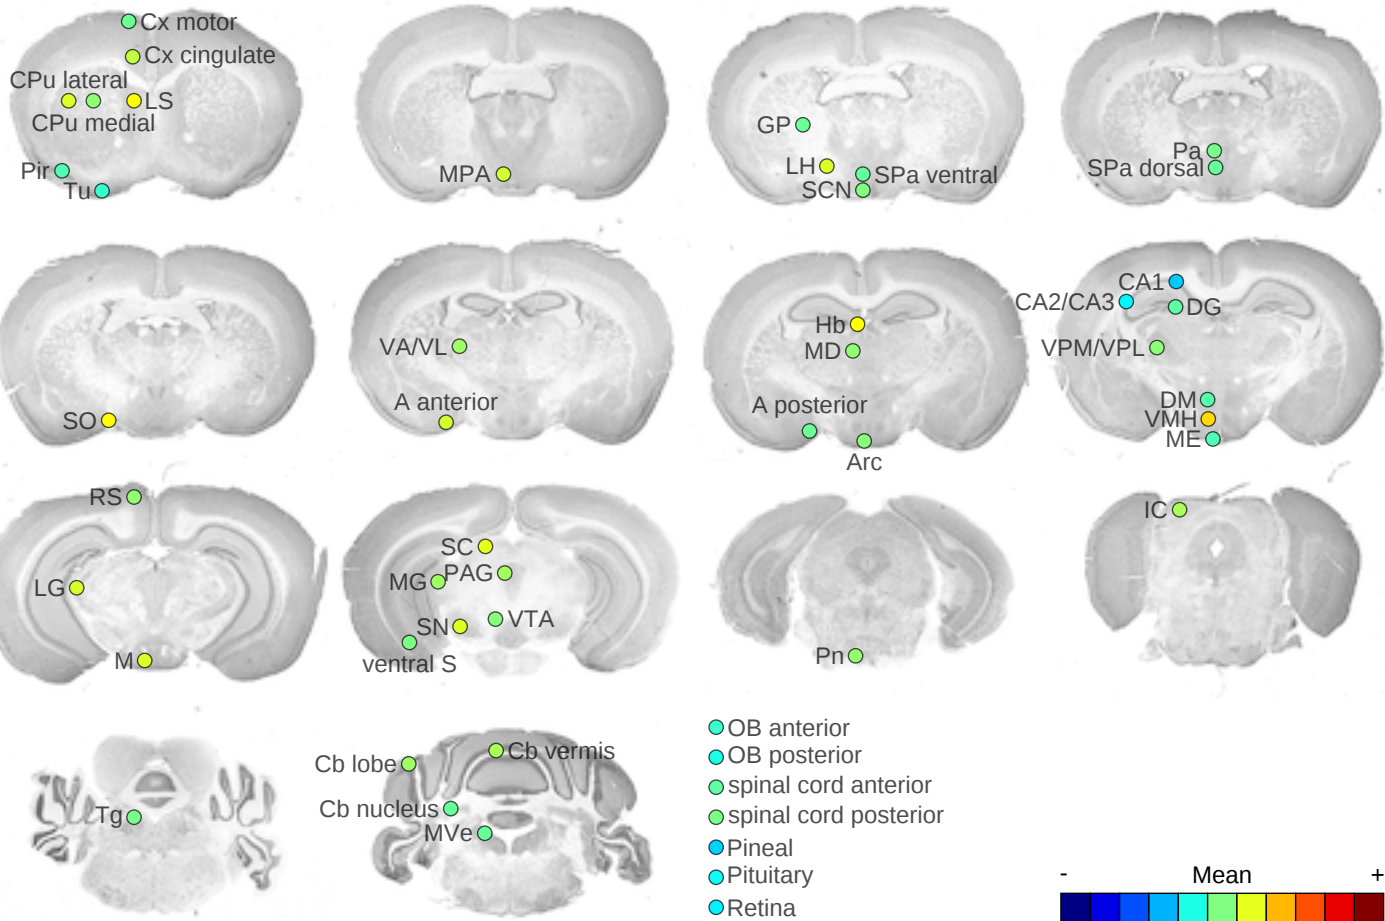 Cx motor
Cx cingulate
CPu lateral
LS
CPu medial
Pir
Tu
MPA
GP
LH
SPa ventral
SCN
Pa
SPa dorsal
SO
VA/VL
A anterior
Hb
MD
A posterior
Arc
CA1
CA2/CA3
DG
VPM/VPL
DM
VMH
ME
RS
LG
M
SC
MG
PAG
SN
VTA
ventral S
Pn
IC
Tg
Cb lobe
Cb vermis
Cb nucleus
MVe
OB anterior
OB posterior
spinal cord anterior
spinal cord posterior
Pineal
Pituitary
Retina
- Mean +